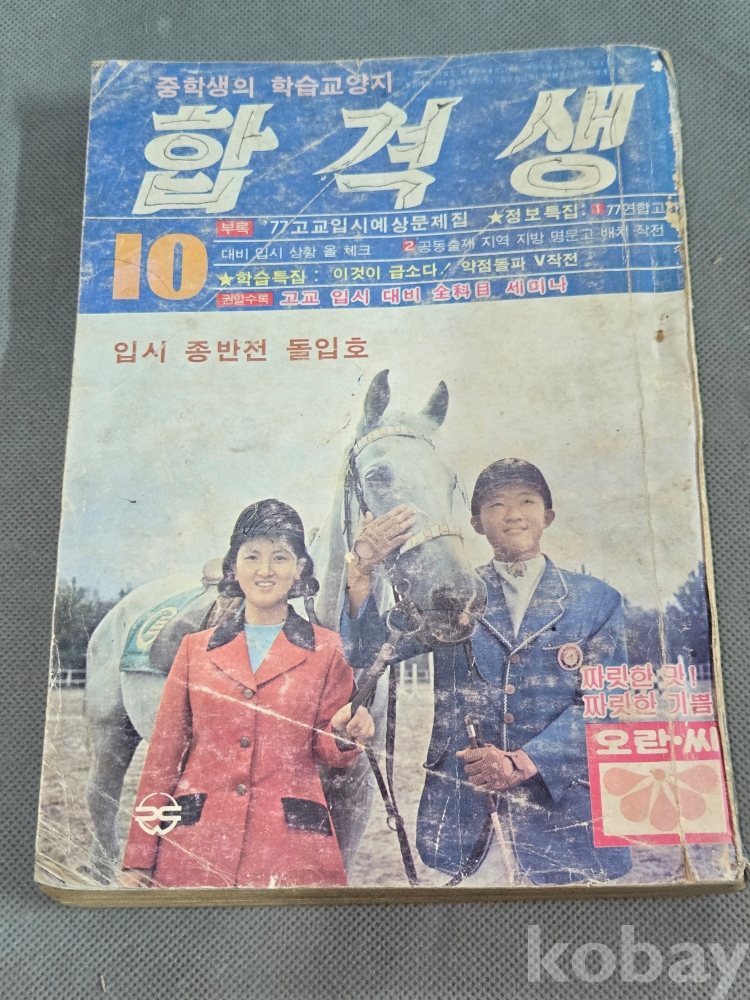 중학생의 학습교양지
합격생
10
부록 '77고교입시예상문제집 ★정보특집: 1 77연합고
대비 입시 상황 올 체크 2 공동출제 지역 지방 명문고 배치 작전
★학습특집 : 이것이 급소다/ 약점돌파 V작전
권말수록 고교 입시 대비 全科目 세미나
입시 종반전 돌입호
짜릿한 맛!
짜릿한 기쁨
오란·씨
kobay